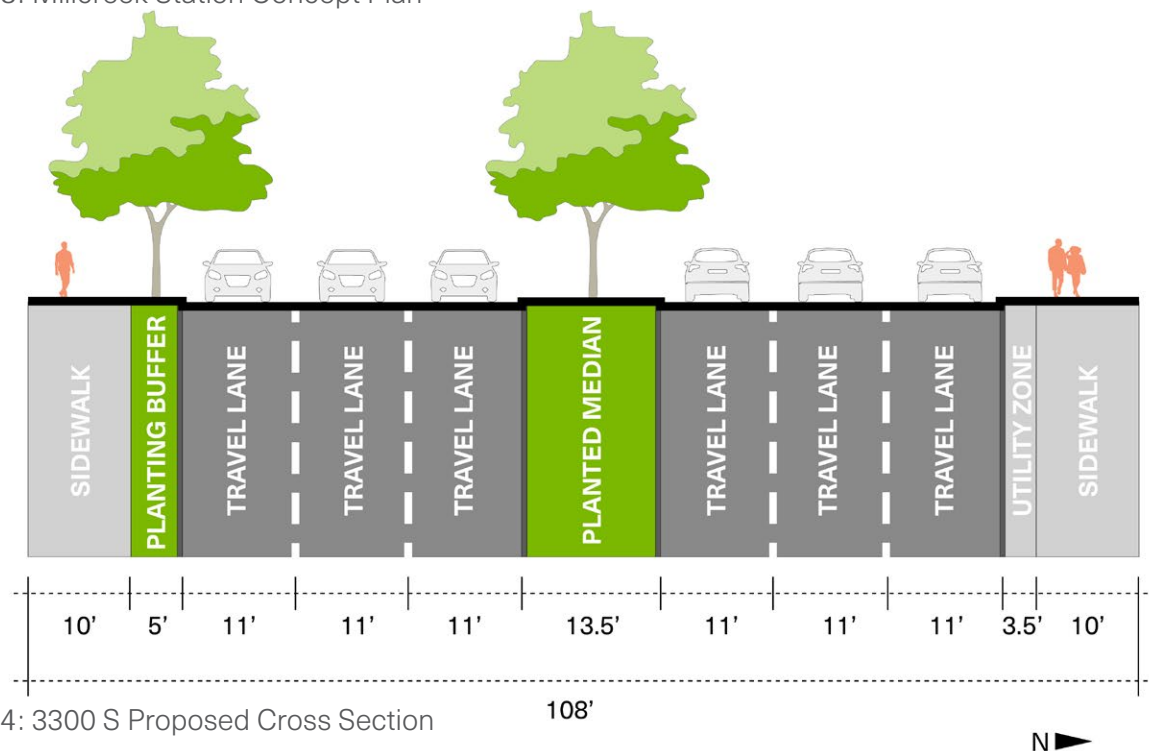 SIDEWALK
PLANTING BUFFER
TRAVEL LANE
TRAVEL LANE
TRAVEL LANE
PLANTED MEDIAN
TRAVEL LANE
TRAVEL LANE
TRAVEL LANE
UTILITY ZONE
SIDEWALK
10' 5' 11' 11' 11' 13.5' 11' 11' 11' 3.5' 10'
108'
4: 3300 S Proposed Cross Section
N